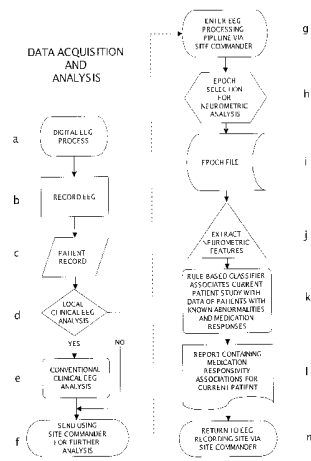 DATA ACQUISITION
AND
ANALYSIS
a
DIGITAL EEG
PROCESS
b
RECORD EEG
c
PATIENT
RECORD
d
LOCAL
CLINICAL EEG
ANALYSIS
YES
NO
e
CONVENTIONAL
CLINICAL EEG
ANALYSIS
f
SEND USING
SITE COMMANDER
FOR FURTHER
ANALYSIS
ENTER EEG
PROCESSING
PIPELINE VIA
SITE COMMANDER
g
EPOCH
SELECTION
FOR
NEUROMETRIC
ANALYSIS
h
EPOCH FILE
i
EXTRACT
NEUROMETRIC
FEATURES
j
RULE BASED CLASSIFIER
ASSOCIATES CURRENT
PATIENT STUDY WITH
DATA OF PATIENTS WITH
KNOWN ABNORMALITIES
AND MEDICATION
RESPONSES
k
REPORT CONTAINING
MEDICATION
RESPONSIVITY
ASSOCIATIONS FOR
CURRENT PATIENT
l
RETURN TO EEG
RECORDING SITE VIA
SITE COMMANDER